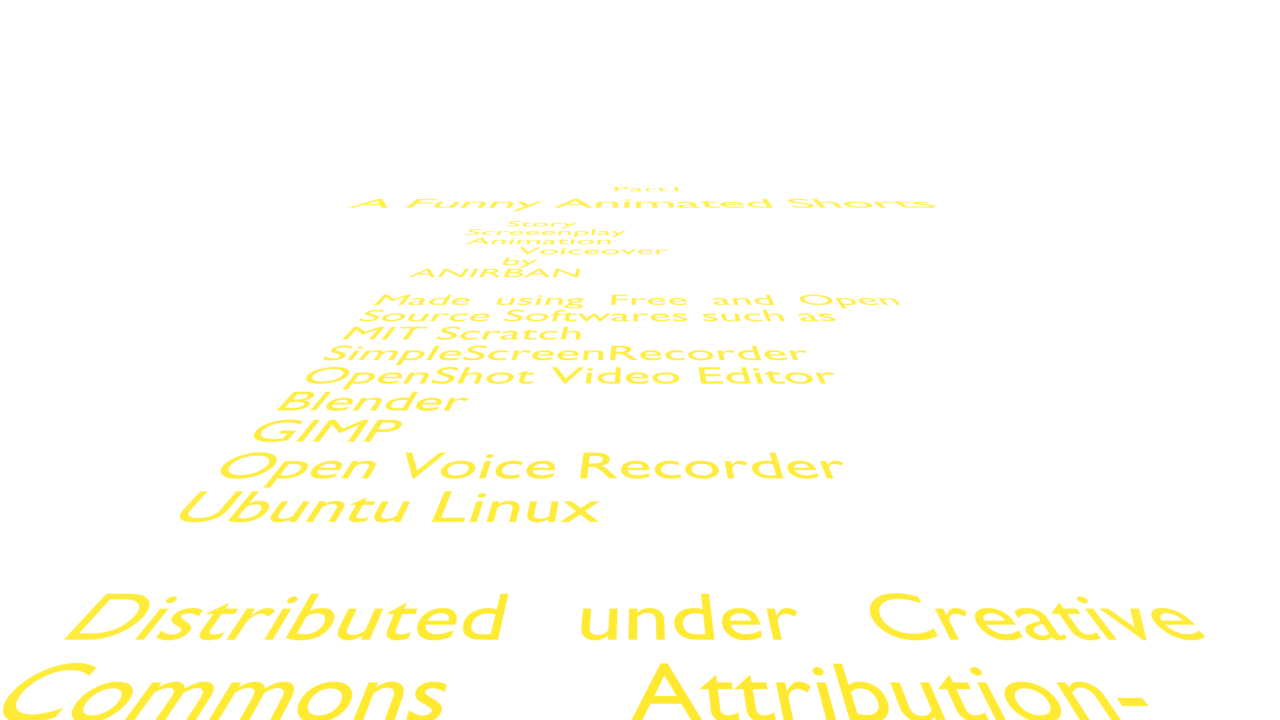 Part1
A Funny Animated Shorts
Story
Screeenplay
Animation
Voiceover
by
ANIRBAN
Made using Free and Open
Source Softwares such as
MIT Scratch
SimpleScreenRecorder
OpenShot Video Editor
Blender
GIMP
Open Voice Recorder
Ubuntu Linux
Distributed under Creative
Commons Attribution-